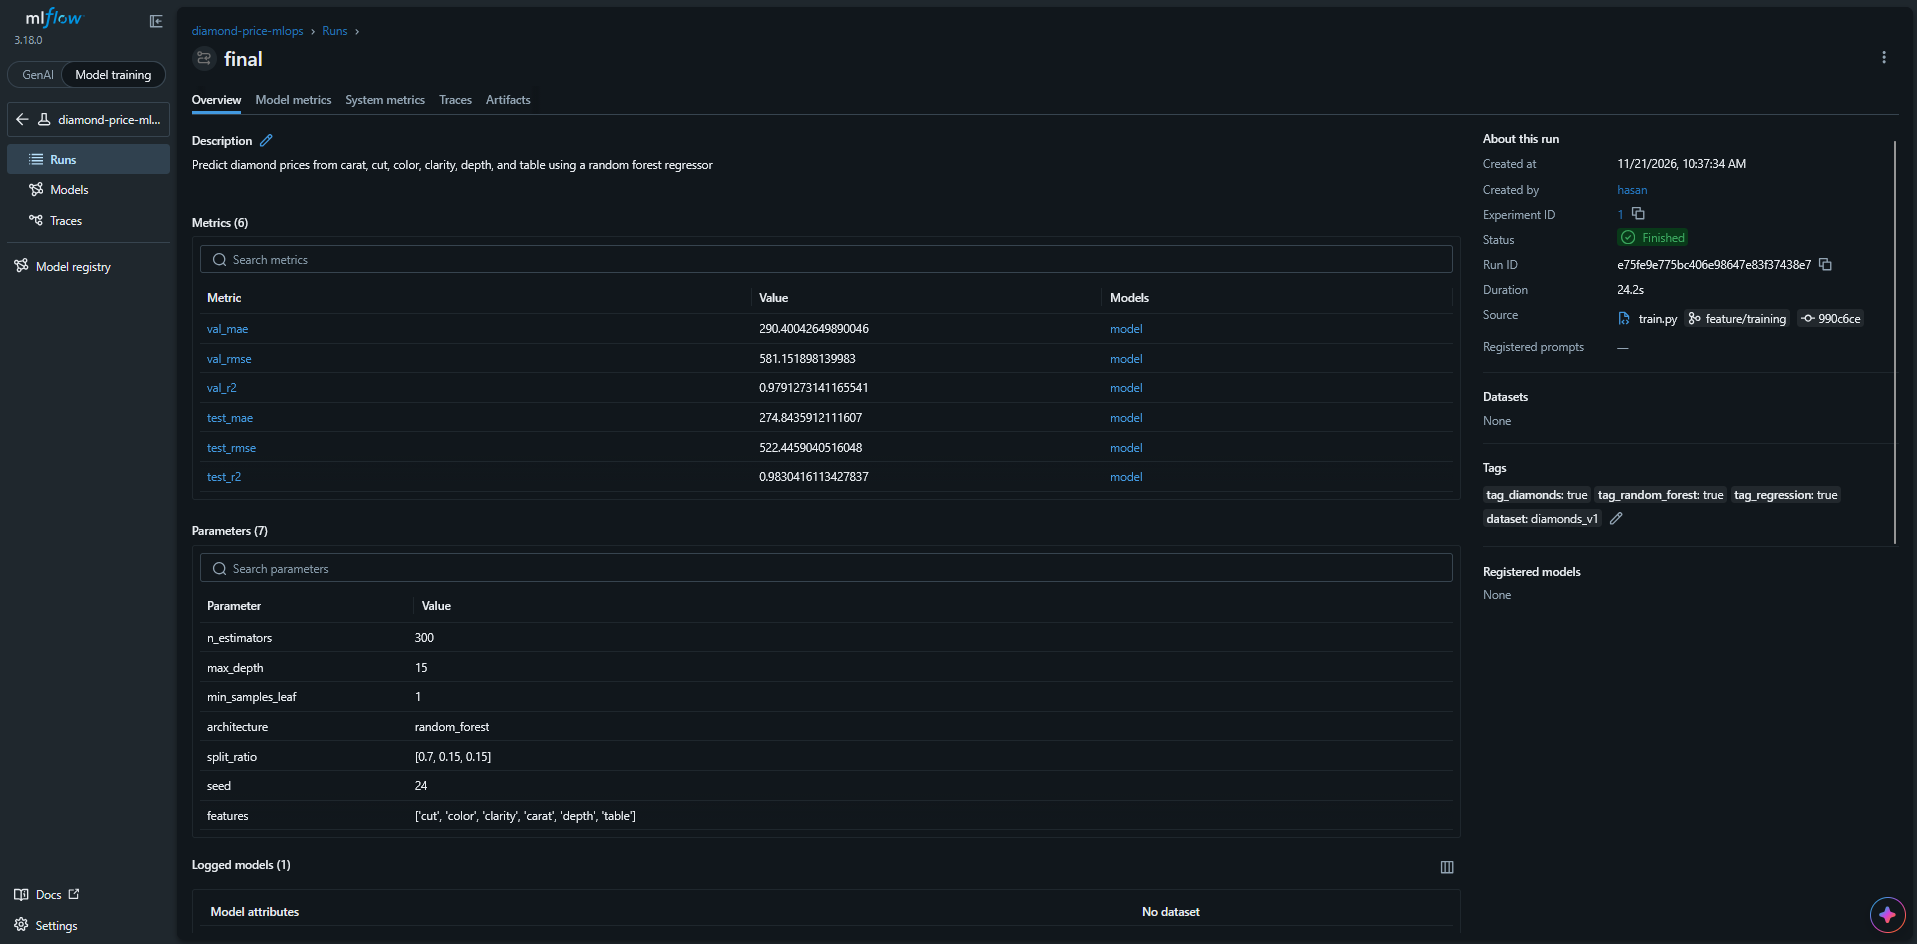 mlflow
3.18.0
GenAI Model training
diamond-price-ml...
Runs
Models
Traces
Model registry
Docs
Settings
diamond-price-mlops › Runs ›
final
Overview Model metrics System metrics Traces Artifacts
Description
Predict diamond prices from carat, cut, color, clarity, depth, and table using a random forest regressor
Metrics (6)
Search metrics
Metric Value Models
val_mae 290.40042649890046 model
val_rmse 581.151898139983 model
val_r2 0.9791273141165541 model
test_mae 274.8435912111607 model
test_rmse 522.4459040516048 model
test_r2 0.9830416113427837 model
Parameters (7)
Search parameters
Parameter Value
n_estimators 300
max_depth 15
min_samples_leaf 1
architecture random_forest
split_ratio [0.7, 0.15, 0.15]
seed 24
features ['cut', 'color', 'clarity', 'carat', 'depth', 'table']
Logged models (1)
Model attributes No dataset
About this run
Created at 11/21/2026, 10:37:34 AM
Created by hasan
Experiment ID 1
Status Finished
Run ID e75fe9e775bc406e98647e83f37438e7
Duration 24.2s
Source train.py feature/training 990c6ce
Registered prompts —
Datasets
None
Tags
tag_diamonds: true tag_random_forest: true tag_regression: true
dataset: diamonds_v1
Registered models
None